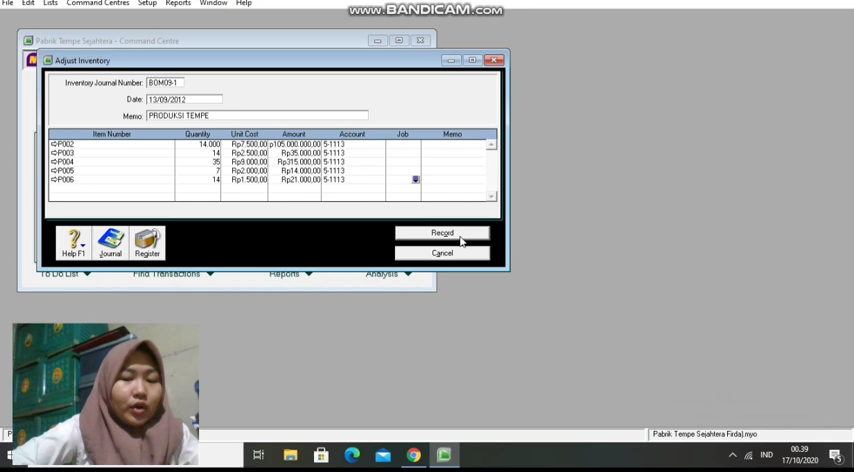 www.BANDICAM.com
File Edit Lists Command Centres Setup Reports Window Help
Pabrik Tempe Sejahtera - Command Centre
Adjust Inventory
Inventory Journal Number: BOM09-1
Date: 13/09/2012
Memo: PRODUKSI TEMPE
Item Number Quantity Unit Cost Amount Account Job Memo
P002 14.000 Rp7.500,00 p105.000.000,00 5-1113
P003 14 Rp2.500,00 Rp35.000,00 5-1113
P004 35 Rp9.000,00 Rp315.000,00 5-1113
P005 7 Rp2.000,00 Rp14.000,00 5-1113
P006 14 Rp1.500,00 Rp21.000,00 5-1113
Record
Help F1 Journal Register Cancel
To Do List Find Transactions Reports Analysis
Pabrik Tempe Sejahtera Firda).myo
IND 00.39
17/10/2020 5